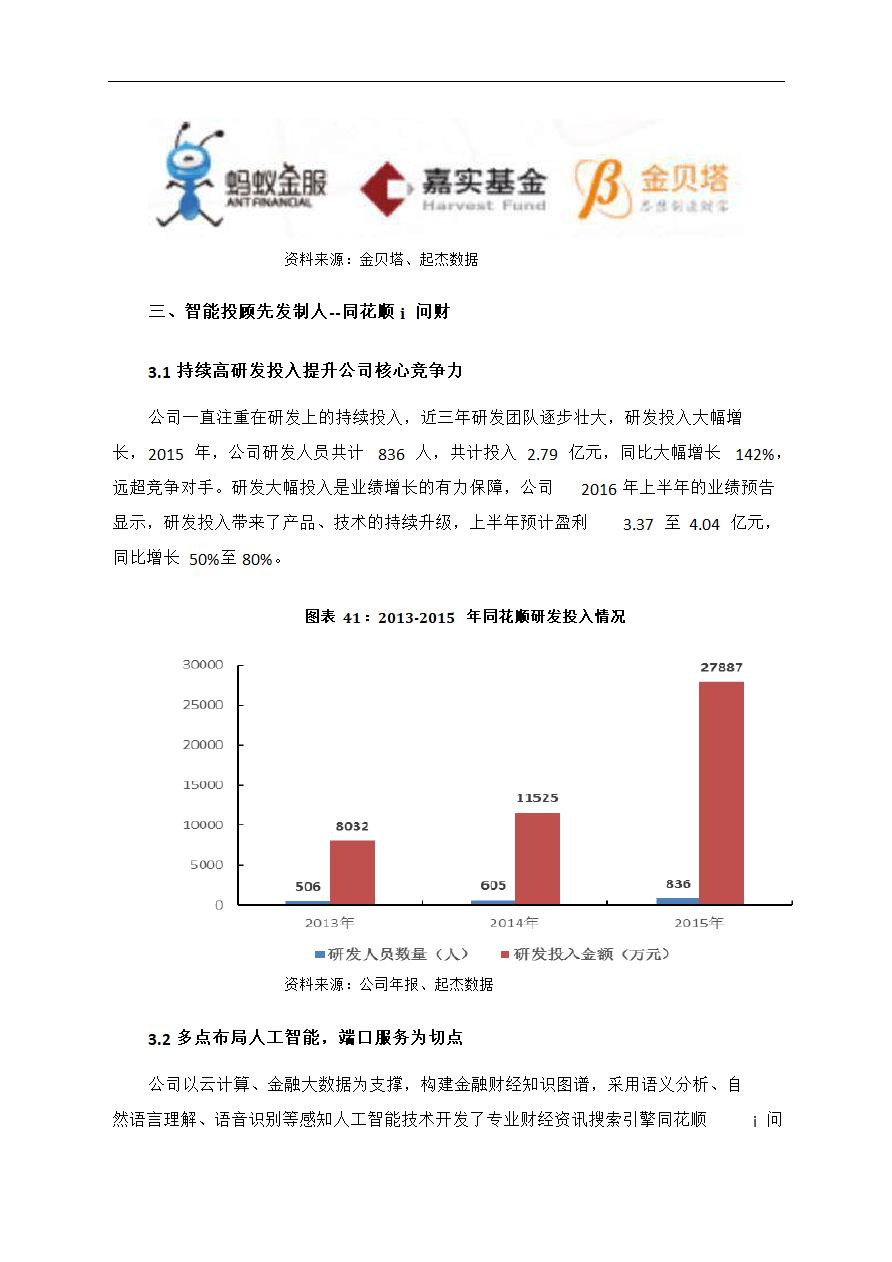 蚂蚁金服
ANT FINANCIAL
嘉实基金
Harvest Fund
金贝塔
思想创造财富
资料来源：金贝塔、起杰数据
三、智能投顾先发制人--同花顺 i 问财
3.1 持续高研发投入提升公司核心竞争力
公司一直注重在研发上的持续投入，近三年研发团队逐步壮大，研发投入大幅增
长，2015 年，公司研发人员共计 836 人，共计投入 2.79 亿元，同比大幅增长 142%，
远超竞争对手。研发大幅投入是业绩增长的有力保障，公司 2016 年上半年的业绩预告
显示，研发投入带来了产品、技术的持续升级，上半年预计盈利 3.37 至 4.04 亿元，
同比增长 50%至 80%。
图表 41：2013-2015 年同花顺研发投入情况
30000
25000
20000
15000
10000
5000
0
506
8032
605
11525
836
27887
2013年
2014年
2015年
研发人员数量（人）
研发投入金额（万元）
资料来源：公司年报、起杰数据
3.2 多点布局人工智能，端口服务为切点
公司以云计算、金融大数据为支撑，构建金融财经知识图谱，采用语义分析、自
然语言理解、语音识别等感知人工智能技术开发了专业财经资讯搜索引擎同花顺 i 问